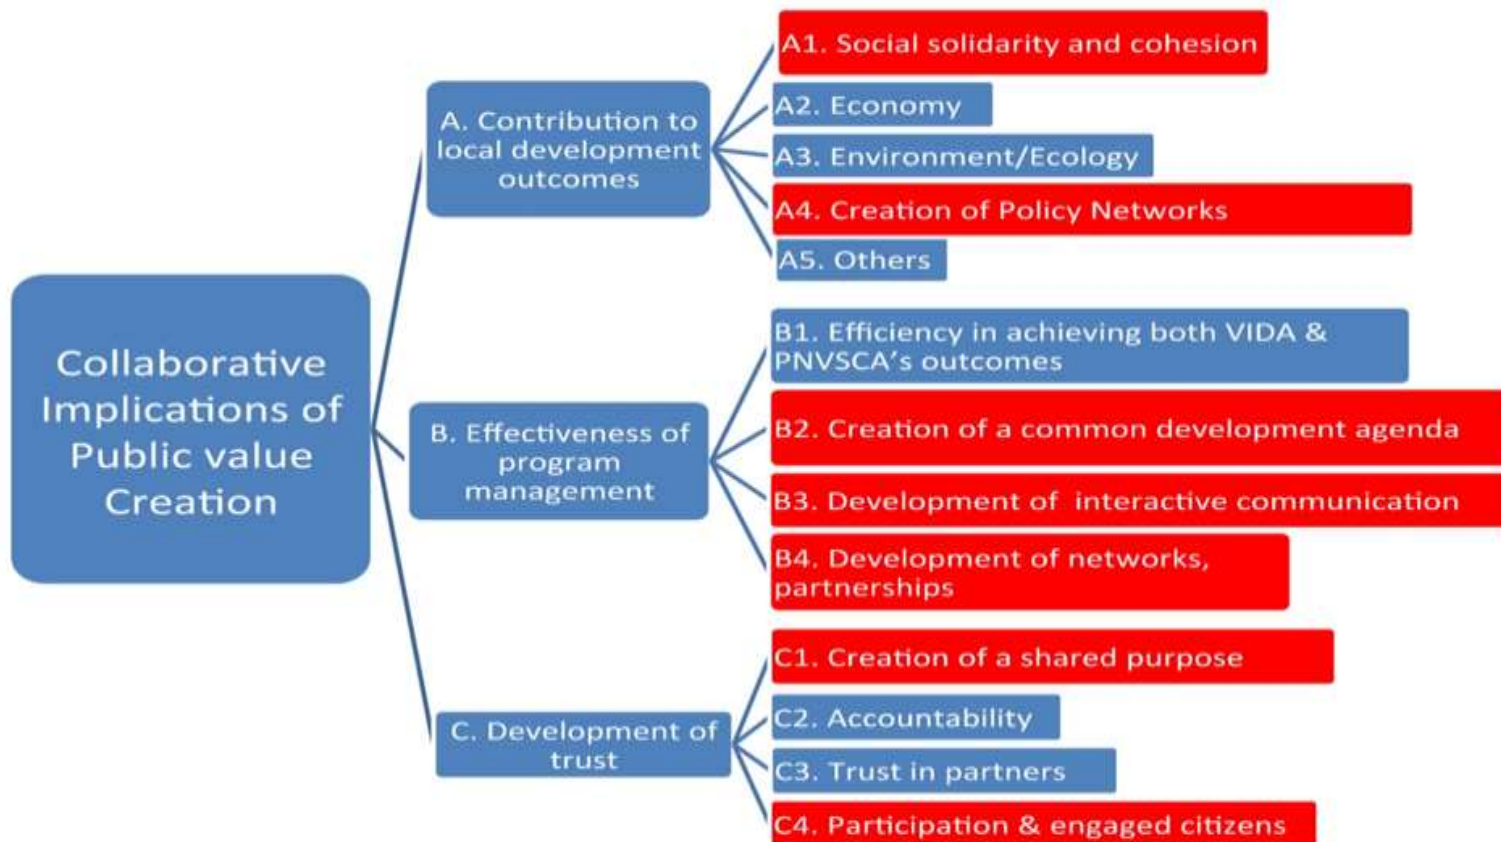 Collaborative
Implications of
Public value
Creation
A. Contribution to
local development
outcomes
A1. Social solidarity and cohesion
A2. Economy
A3. Environment/Ecology
A4. Creation of Policy Networks
A5. Others
B. Effectiveness of
program
management
B1. Efficiency in achieving both VIDA &
PNVSCA’s outcomes
B2. Creation of a common development agenda
B3. Development of  interactive communication
B4. Development of networks,
partnerships
C. Development of
trust
C1. Creation of a shared purpose
C2. Accountability
C3. Trust in partners
C4. Participation & engaged citizens